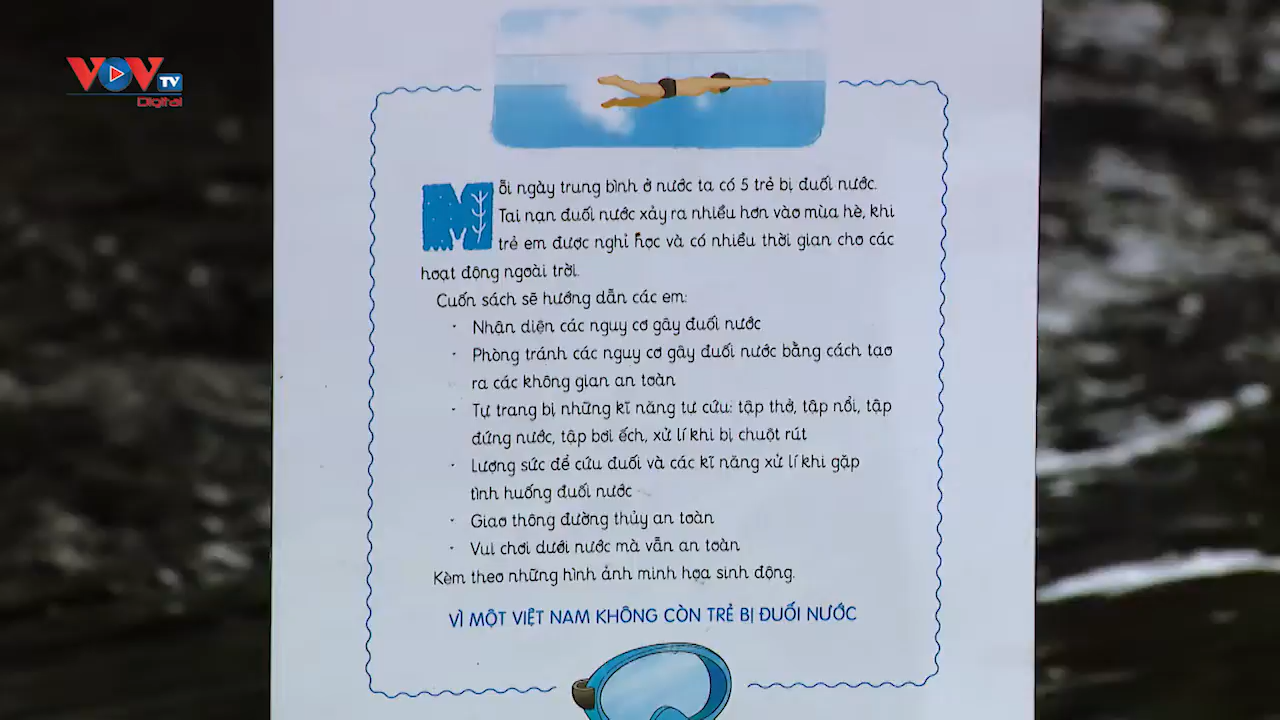 VOV TV
Digital
Mỗi ngày trung bình ở nước ta có 5 trẻ bị đuối nước.
Tai nạn đuối nước xảy ra nhiều hơn vào mùa hè, khi
trẻ em được nghỉ học và có nhiều thời gian cho các
hoạt động ngoài trời.
Cuốn sách sẽ hướng dẫn các em:
• Nhận diện các nguy cơ gây đuối nước
• Phòng tránh các nguy cơ gây đuối nước bằng cách tạo
ra các không gian an toàn
• Tự trang bị những kĩ năng tự cứu: tập thở, tập nổi, tập
đứng nước, tập bơi ếch, xử lí khi bị chuột rút
• Lượng sức để cứu đuối và các kĩ năng xử lí khi gặp
tình huống đuối nước
• Giao thông đường thủy an toàn
• Vui chơi dưới nước mà vẫn an toàn
Kèm theo những hình ảnh minh họa sinh động.
VÌ MỘT VIỆT NAM KHÔNG CÒN TRẺ BỊ ĐUỐI NƯỚC